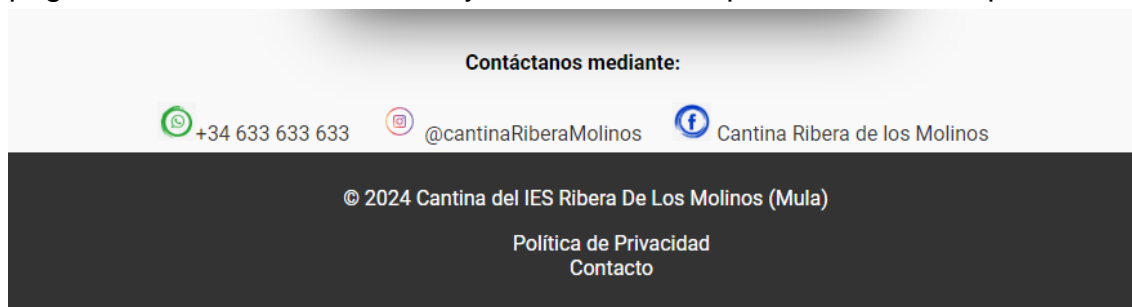 Contáctanos mediante:
+34 633 633 633 @cantinaRiberaMolinos Cantina Ribera de los Molinos
© 2024 Cantina del IES Ribera De Los Molinos (Mula)
Política de Privacidad
Contacto